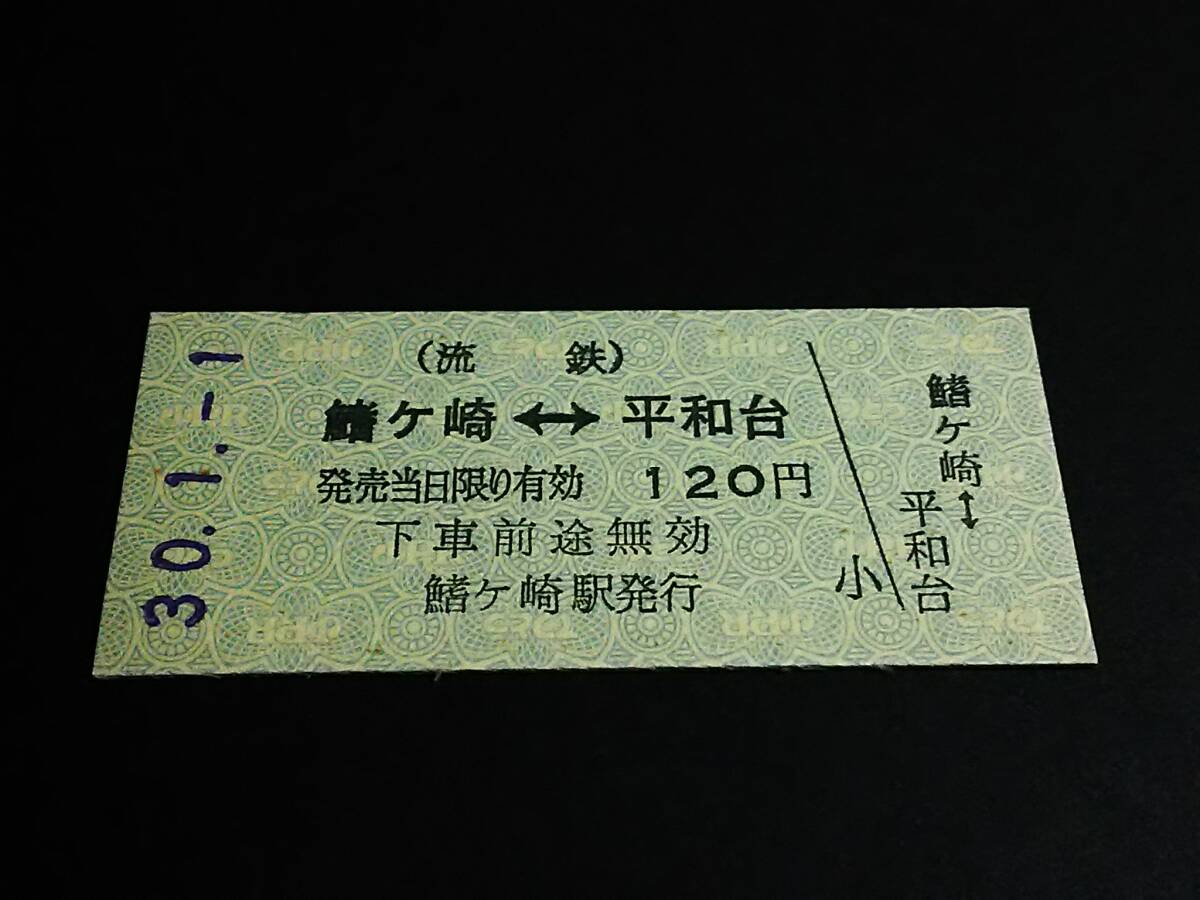 30.1.-1
(流　鉄)
鰭ケ崎↔平和台
発売当日限り有効　120円
下車前途無効
鰭ケ崎駅発行
小
鰭ケ崎↔
平和台